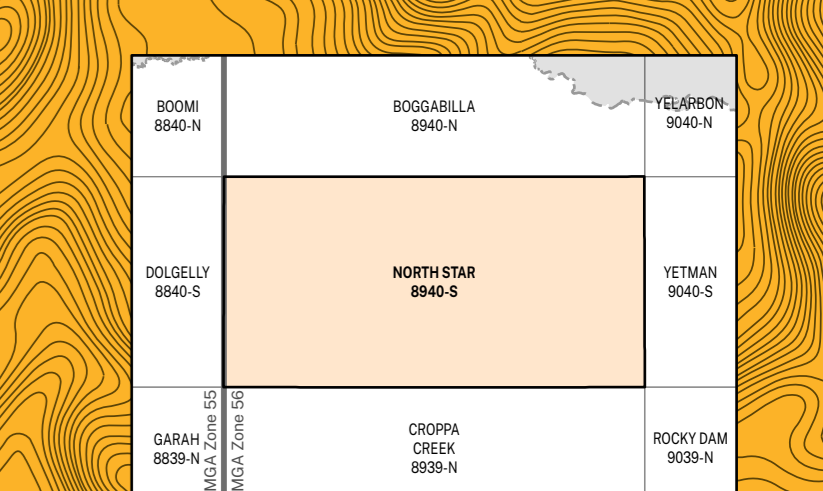 BOOMI
8840-N
BOGGABILLA
8940-N
YELARBON
9040-N
DOLGELLY
8840-S
NORTH STAR
8940-S
YETMAN
9040-S
GARAH
8839-N
MGA Zone 55
MGA Zone 56
CROPPA
CREEK
8939-N
ROCKY DAM
9039-N